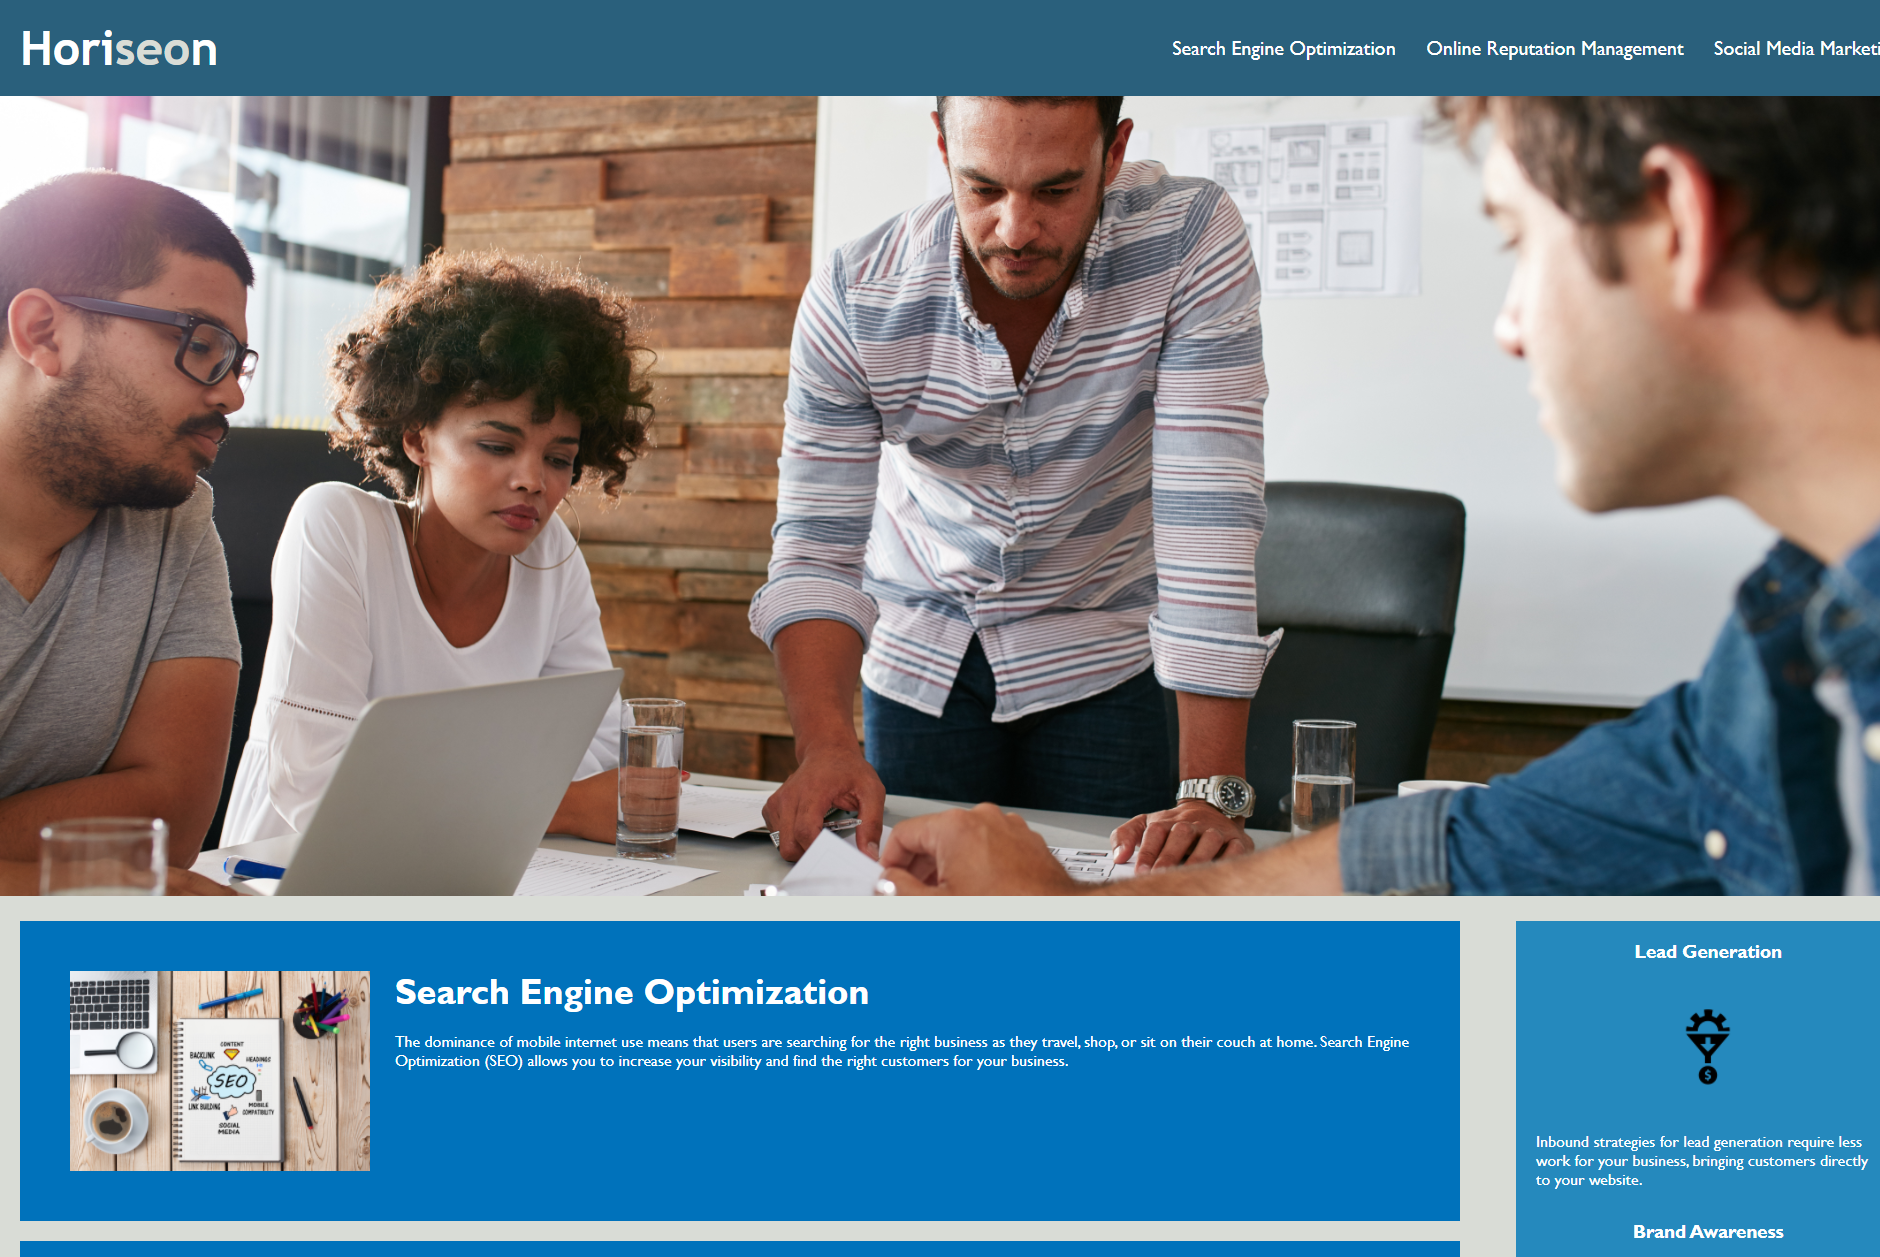 Horiseon
Search Engine Optimization
Online Reputation Management
Social Media Marketi
Search Engine Optimization
The dominance of mobile internet use means that users are searching for the right business as they travel, shop, or sit on their couch at home. Search Engine
Optimization (SEO) allows you to increase your visibility and find the right customers for your business.
CONTENT
BACKLINK
HEADINGS
SEO
LINK BUILDING
MOBILE
COMPATIBILITY
SOCIAL
MEDIA
Lead Generation
$
Inbound strategies for lead generation require less
work for your business, bringing customers directly
to your website.
Brand Awareness